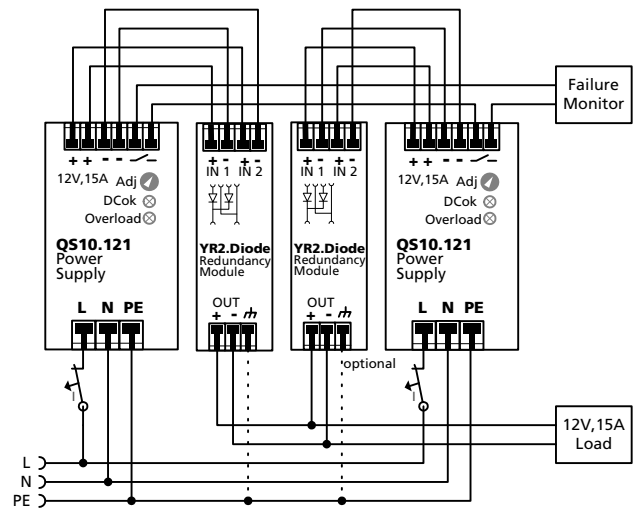 Failure
Monitor
+ + - -
12V,15A Adj
DCok
Overload
QS10.121
Power
Supply
L N PE
+ - + -
IN 1 IN 2
YR2.Diode
Redundancy
Module
OUT
+ -
+ - + -
IN 1 IN 2
YR2.Diode
Redundancy
Module
OUT
+ -
optional
+ + - -
12V,15A Adj
DCok
Overload
QS10.121
Power
Supply
L N PE
I
I
12V,15A
Load
L
N
PE